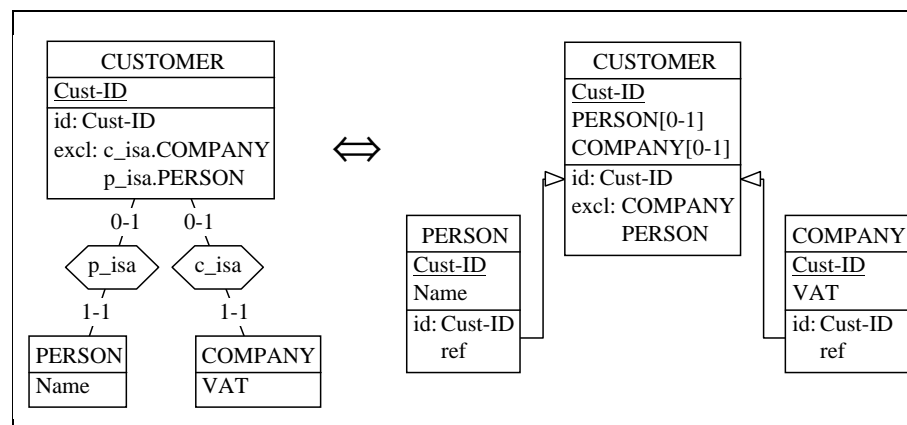 CUSTOMER
Cust-ID
id: Cust-ID
excl: c_isa.COMPANY
p_isa.PERSON
0-1
0-1
p_isa
c_isa
1-1
1-1
PERSON
Name
COMPANY
VAT
⇔
CUSTOMER
Cust-ID
PERSON[0-1]
COMPANY[0-1]
id: Cust-ID
excl: COMPANY
PERSON
PERSON
Cust-ID
Name
id: Cust-ID
ref
COMPANY
Cust-ID
VAT
id: Cust-ID
ref